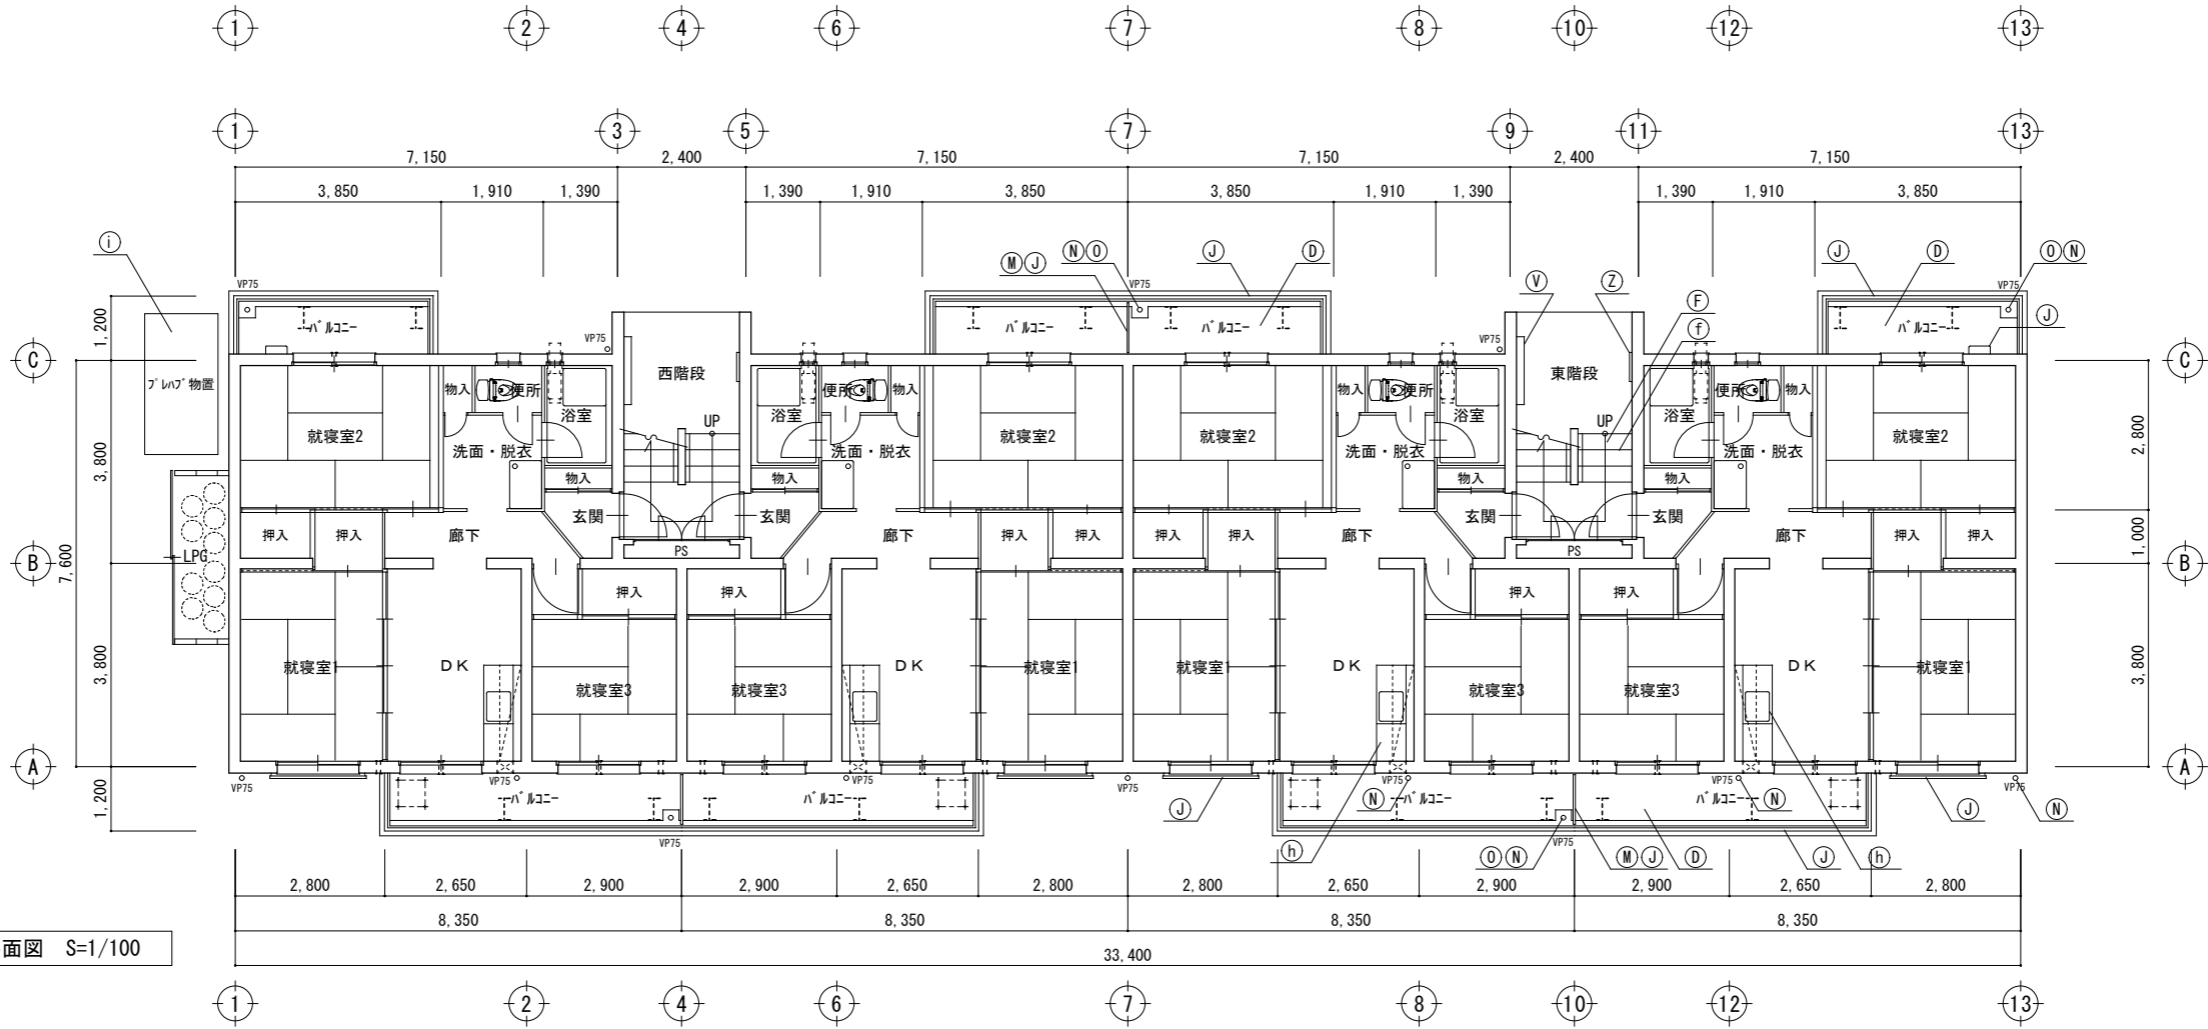 1 2 4 6 7 8 10 12 13
1 3 5 7 9 11 13
7,150 2,400 7,150 7,150 2,400 7,150
3,850 1,910 1,390 1,390 1,910 3,850 3,850 1,910 1,390 1,390 1,910 3,850
i M J N O J D V Z F f J D O N J
VP75 VP75 VP75
バルコニー バルコニー バルコニー バルコニー
VP75 VP75
1,200
C C
プレハブ物置
西階段 東階段
物入 便所 便所 物入 物入 便所 便所 物入
浴室 浴室 浴室 浴室
UP UP
就寝室2 就寝室2 就寝室2 就寝室2
洗面・脱衣 洗面・脱衣 洗面・脱衣 洗面・脱衣
3,800 2,800
物入 物入 物入 物入
玄関 玄関 玄関 玄関
押入 押入 廊下 廊下 押入 押入 押入 押入 廊下 廊下 押入 押入
1,000
PS PS
LPG
B 7,600 B
押入 押入 押入 押入
就寝室1 DK DK 就寝室1 就寝室1 DK DK 就寝室1
就寝室3 就寝室3 就寝室3 就寝室3
3,800 3,800
A A
VP75 VP75 VP75 VP75 VP75 VP75 VP75
バルコニー バルコニー バルコニー バルコニー
1,200
J N N J N
VP75 VP75
h O N M J D J h
2,800 2,650 2,900 2,900 2,650 2,800 2,800 2,650 2,900 2,900 2,650 2,800
8,350 8,350 8,350 8,350
面図 S=1/100
33,400
1 2 4 6 7 8 10 12 13